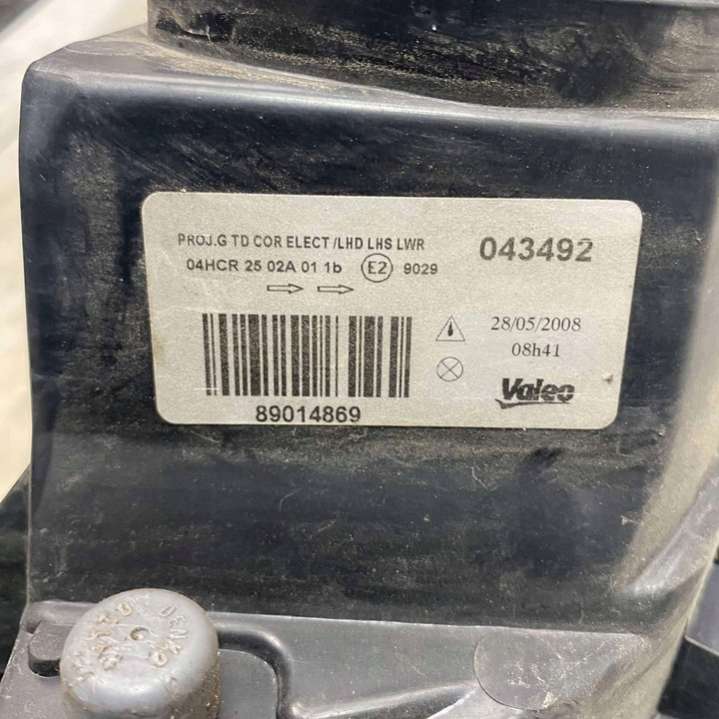 PROJ.G TD COR ELECT /LHD LHS LWR
043492
04HCR 25 02A 01 1b E2 9029
28/05/2008
08h41
Valeo
89014869